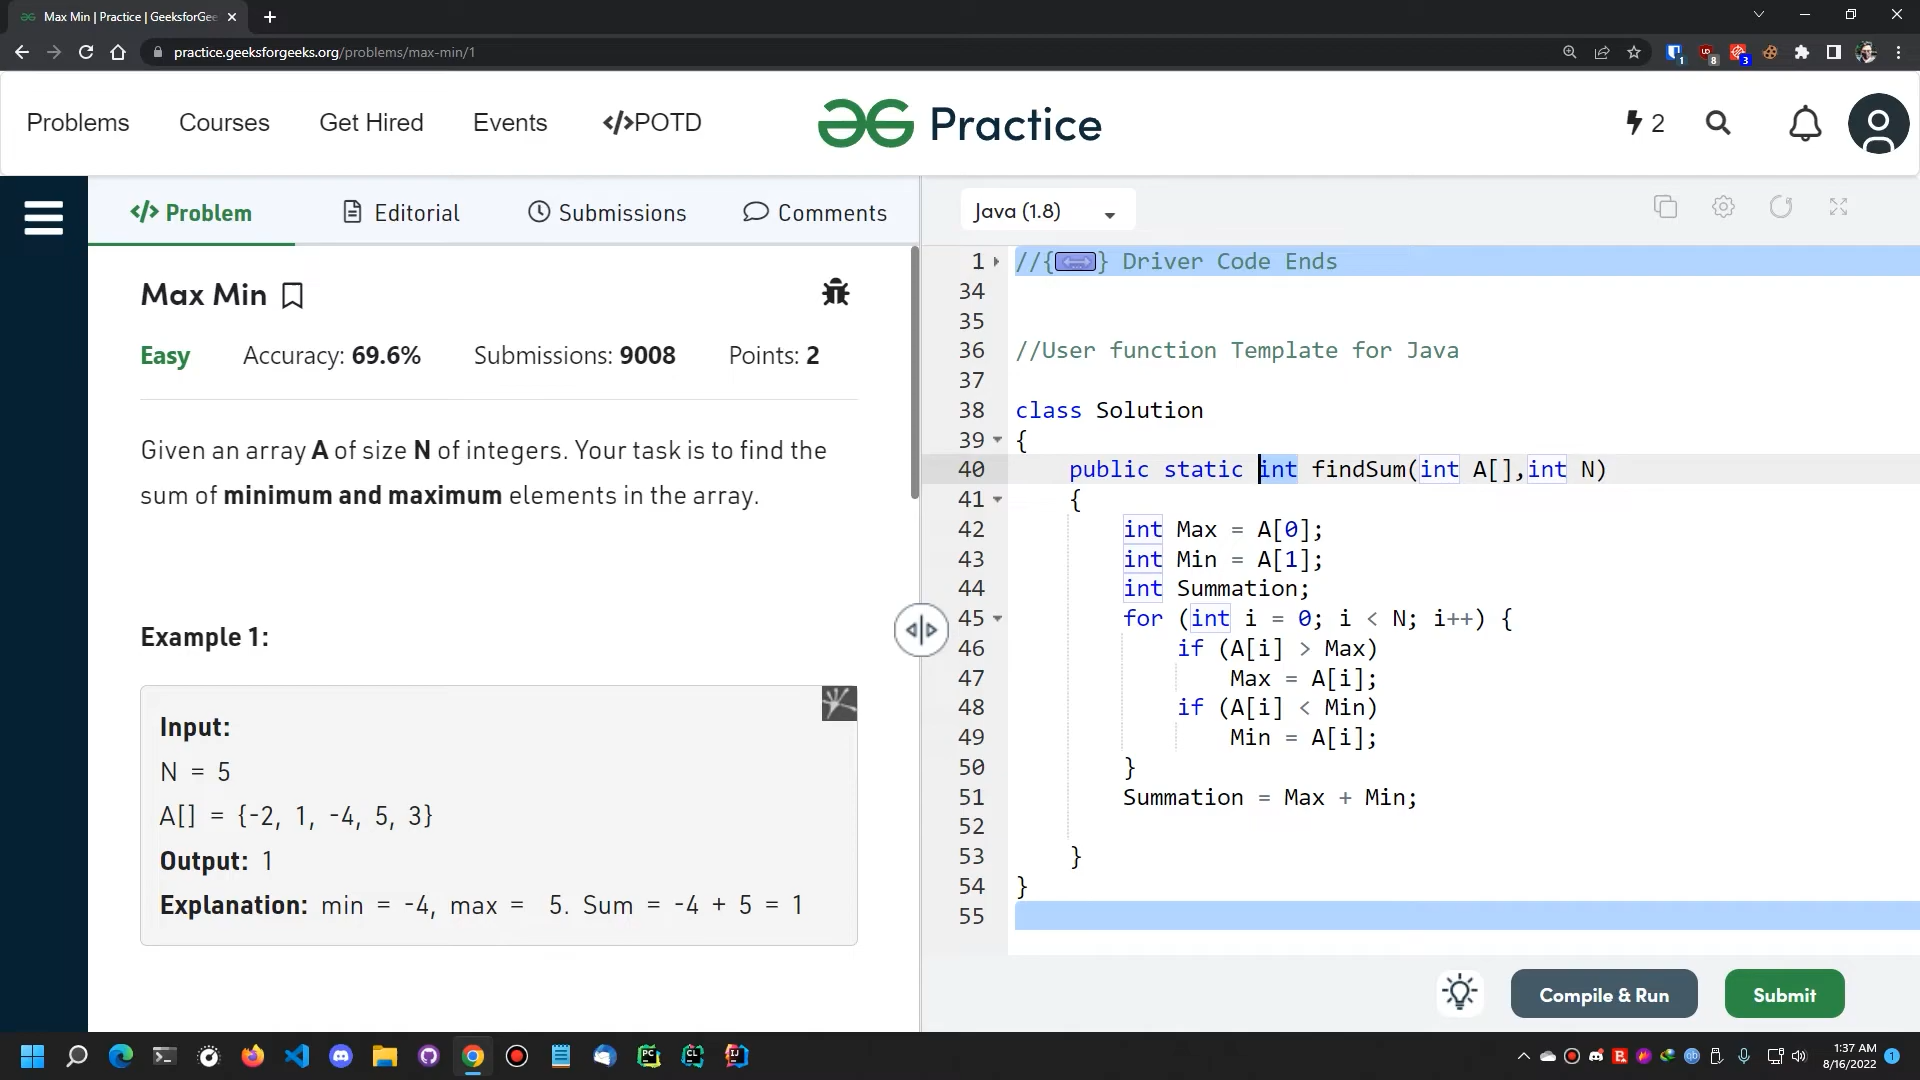 Max Min | Practice | GeeksforGee
practice.geeksforgeeks.org/problems/max-min/1
1
8
3
Problems
Courses
Get Hired
Events
</>POTD
Practice
2
</> Problem
Editorial
Submissions
Comments
Java (1.8)
Max Min
Easy
Accuracy: 69.6%
Submissions: 9008
Points: 2
Given an array A of size N of integers. Your task is to find the
sum of minimum and maximum elements in the array.
Example 1:
Input:
N = 5
A[] = {-2, 1, -4, 5, 3}
Output: 1
Explanation: min = -4, max =  5. Sum = -4 + 5 = 1
1 //{} Driver Code Ends
34
35
36 //User function Template for Java
37
38 class Solution
39 {
40     public static int findSum(int A[],int N)
41     {
42         int Max = A[0];
43         int Min = A[1];
44         int Summation;
45         for (int i = 0; i < N; i++) {
46             if (A[i] > Max)
47                 Max = A[i];
48             if (A[i] < Min)
49                 Min = A[i];
50         }
51         Summation = Max + Min;
52
53     }
54 }
55
Compile & Run
Submit
PC
CL
IJ
1:37 AM
8/16/2022
1